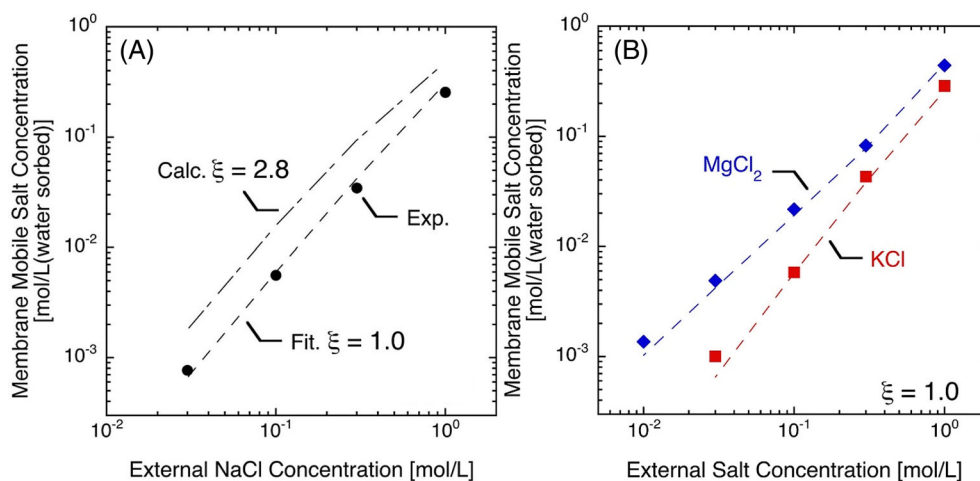 (A)
Membrane Mobile Salt Concentration
[mol/L(water sorbed)]
10⁰
10⁻¹
10⁻²
10⁻³
Calc. ξ = 2.8
Exp.
Fit. ξ = 1.0
10⁻²
10⁻¹
10⁰
External NaCl Concentration [mol/L]
(B)
Membrane Mobile Salt Concentration
[mol/L(water sorbed)]
10⁰
10⁻¹
10⁻²
10⁻³
MgCl₂
KCl
ξ = 1.0
10⁻²
10⁻¹
10⁰
External Salt Concentration [mol/L]